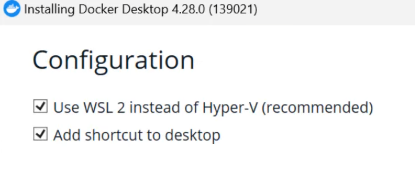 Installing Docker Desktop 4.28.0 (139021)
Configuration
Use WSL 2 instead of Hyper-V (recommended)
Add shortcut to desktop